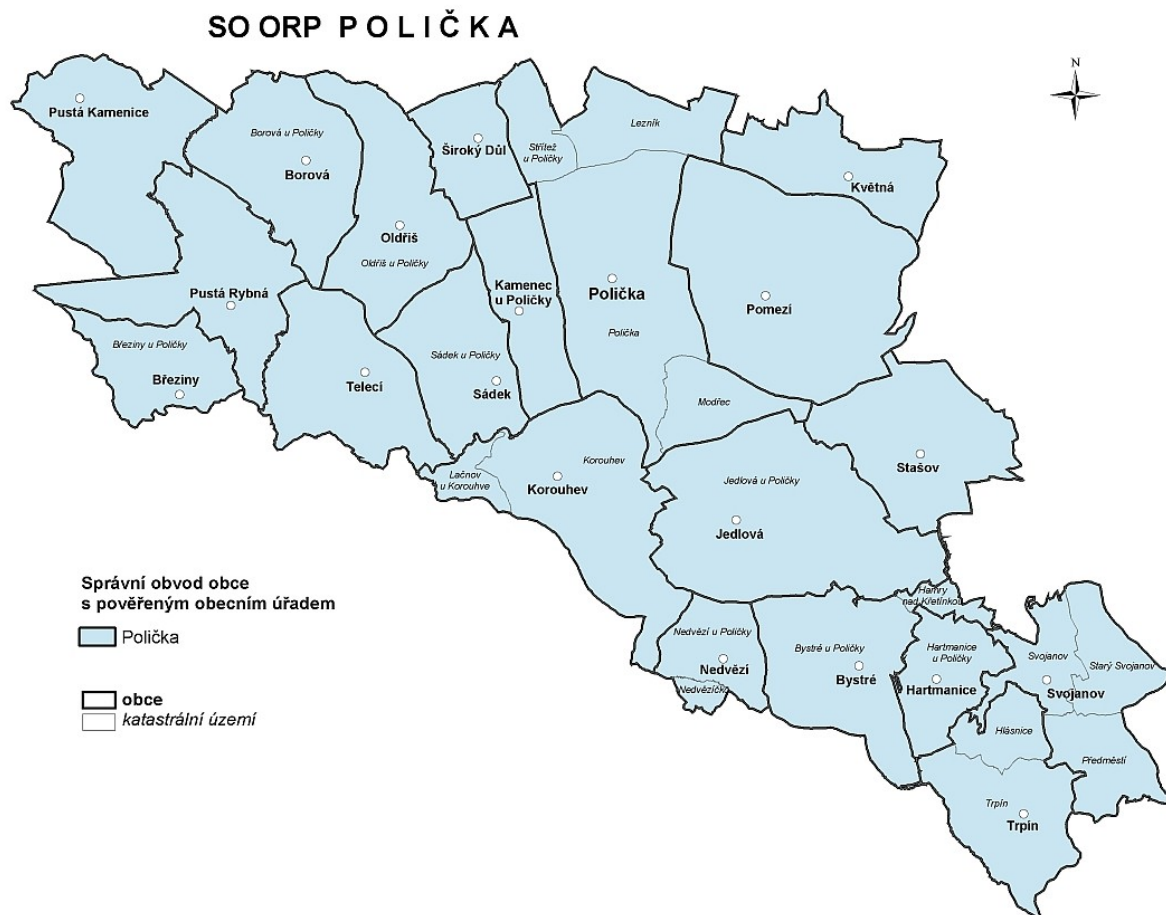 SO ORP P O L I Č K A
N
Pustá Kamenice
Borová u Poličky
Borová
Široký Důl
Střítež
u Poličky
Lezník
Květná
Oldřiš
Oldřiš u Poličky
Kamenec
u Poličky
Polička
Polička
Pomezí
Pustá Rybná
Březiny u Poličky
Březiny
Telecí
Sádek u Poličky
Sádek
Modřec
Lačnov
u Korouhve
Korouhev
Korouhev
Jedlová u Poličky
Jedlová
Stašov
Hamry
nad Křetínkou
Nedvězí u Poličky
Nedvězí
Nedvězíčko
Bystré u Poličky
Bystré
Hartmanice
u Poličky
Hartmanice
Svojanov
Svojanov
Starý Svojanov
Hlásnice
Předměstí
Trpín
Trpín
Správní obvod obce
s pověřeným obecním úřadem
Polička
obce
katastrální území